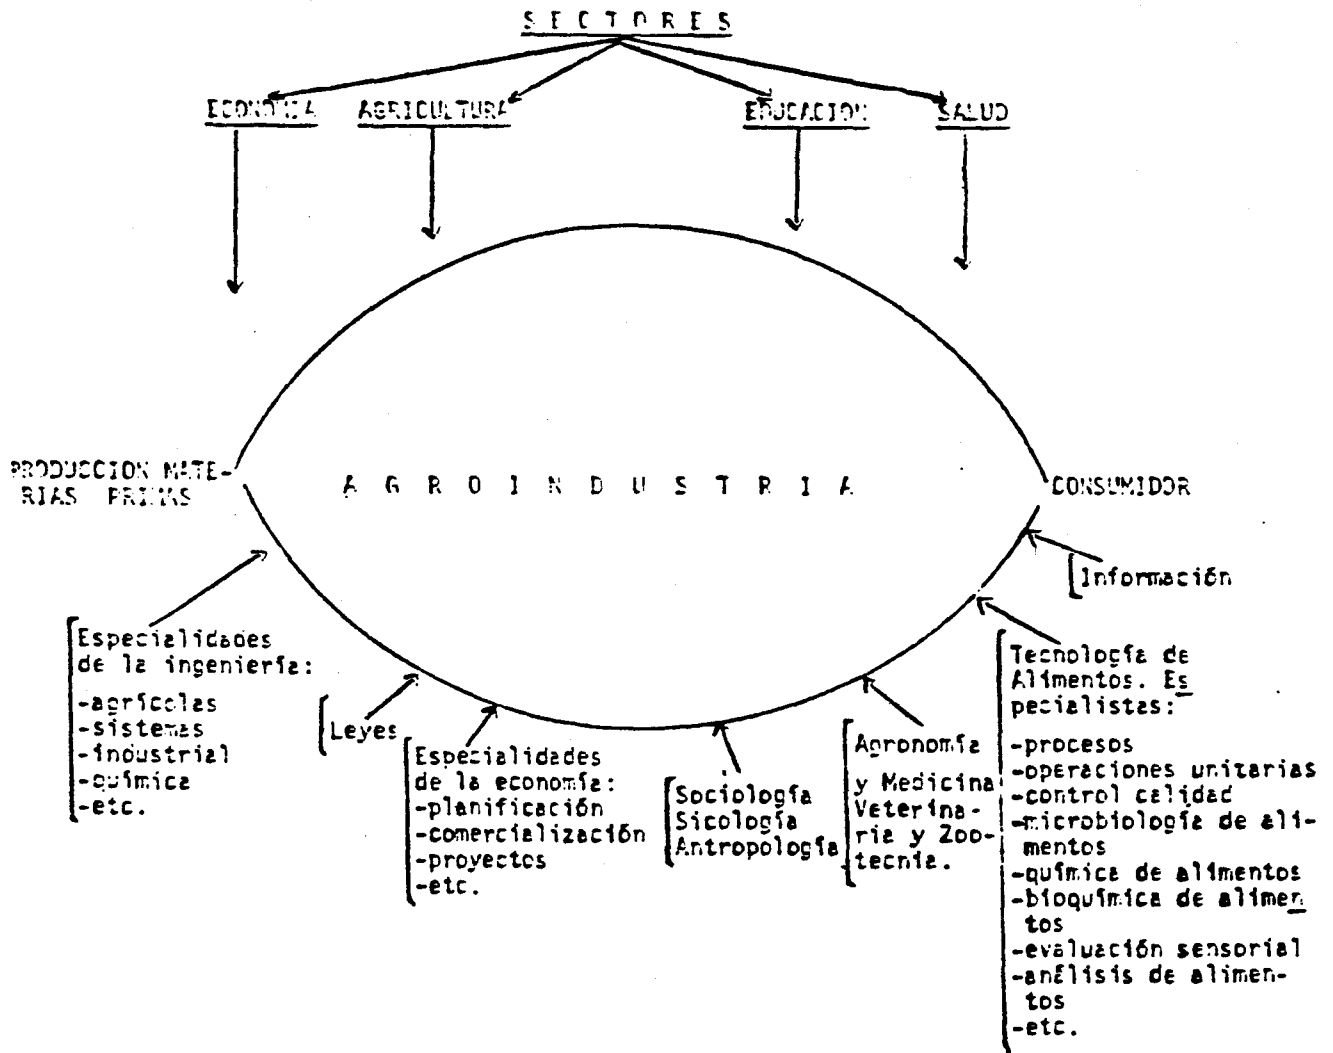 S E C T O R E S
ECONOMIA AGRICULTURA EDUCACION SALUD
PRODUCCION MATE-
RIAS PRIMAS
A G R O I N D U S T R I A
CONSUMIDOR
Información
Especialidades
de la ingeniería:
-agrícolas
-sistemas
-industrial
-química
-etc.
Leyes
Especialidades
de la economía:
-planificación
-comercialización
-proyectos
-etc.
Sociología
Sicología
Antropología
Agronomía
y Medicina
Veterina-
ria y Zoo-
tecnia.
Tecnología de
Alimentos. Es
pecialistas:
-procesos
-operaciones unitarias
-control calidad
-microbiología de ali-
mentos
-química de alimentos
-bioquímica de alimen
tos
-evaluación sensorial
-análisis de alimen-
tos
-etc.